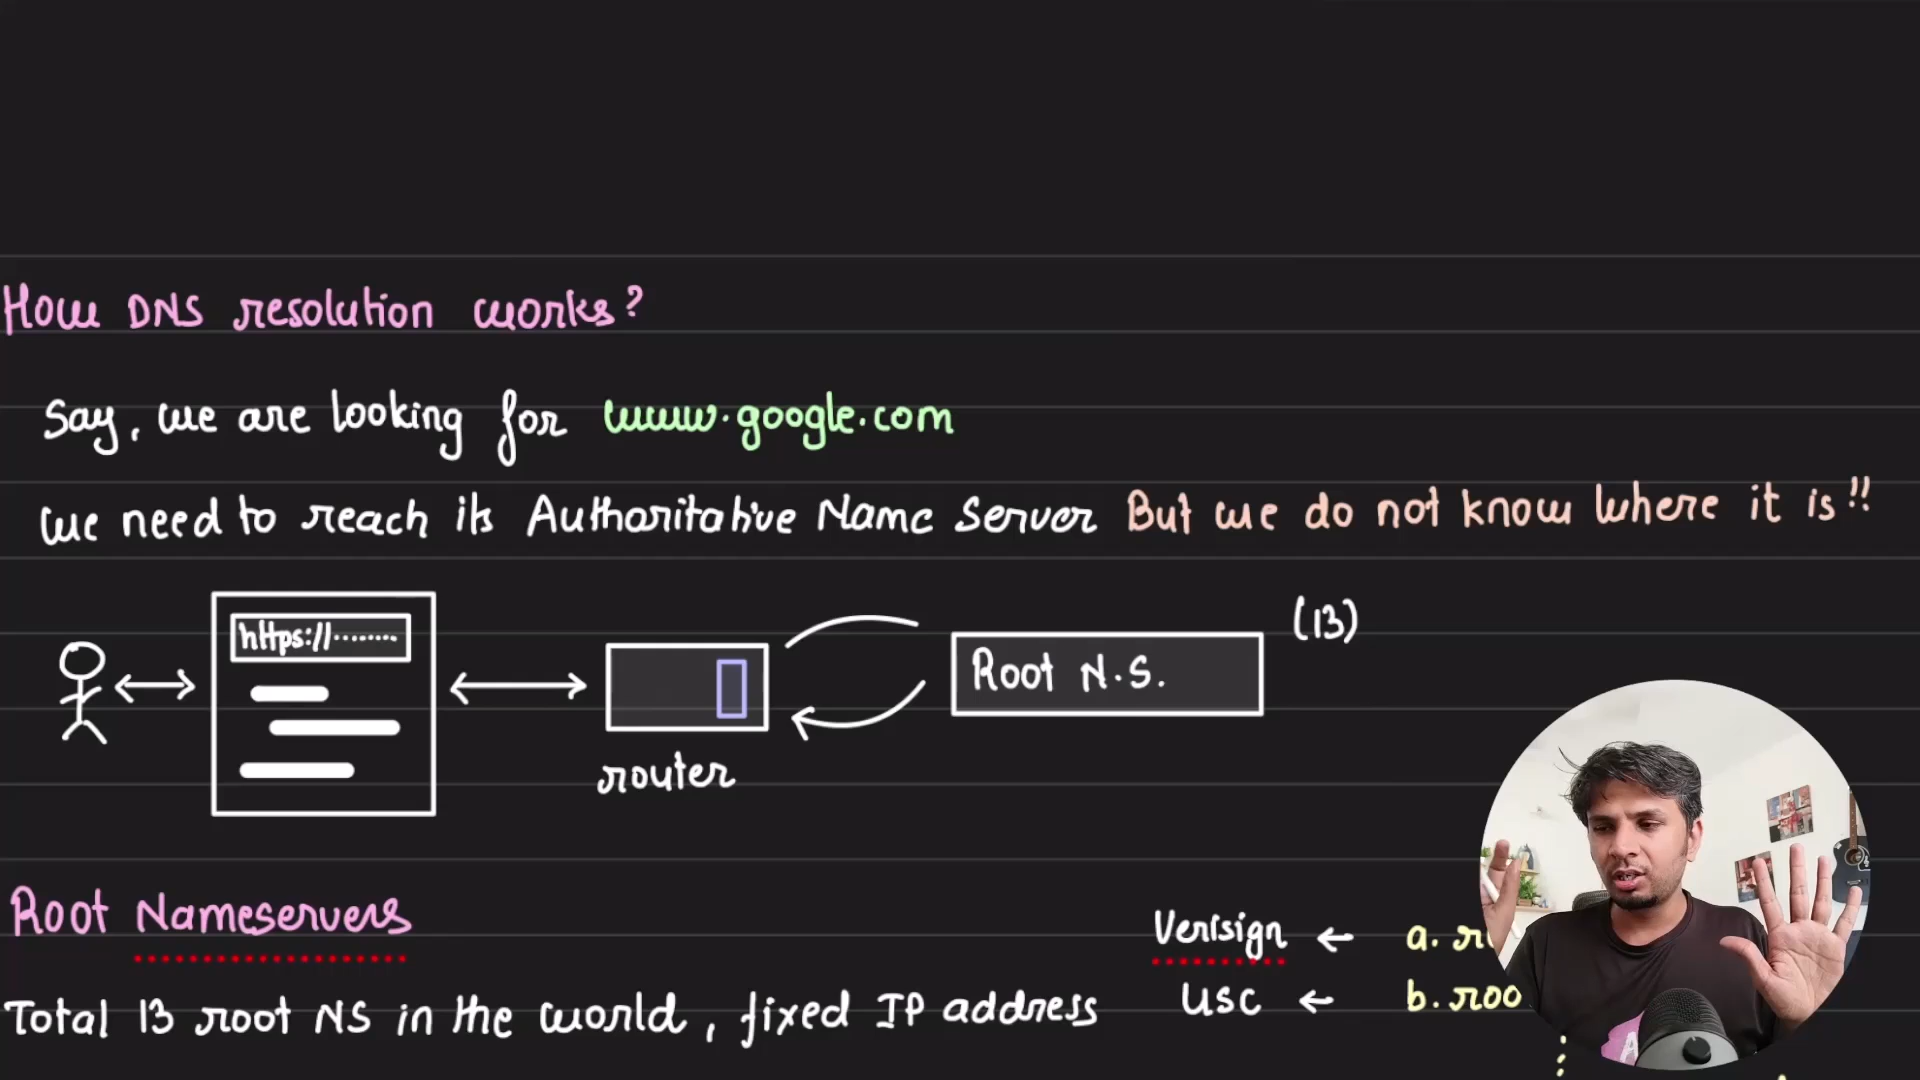 How DNS resolution works?
Say, we are looking for www.google.com
we need to reach its Authoritative Name Server But we do not know where it is!!
https://........
(13)
Root N.S.
router
Root Nameservers
Verisign ← a.
Total 13 root NS in the world, fixed IP address
USC ← b. roo